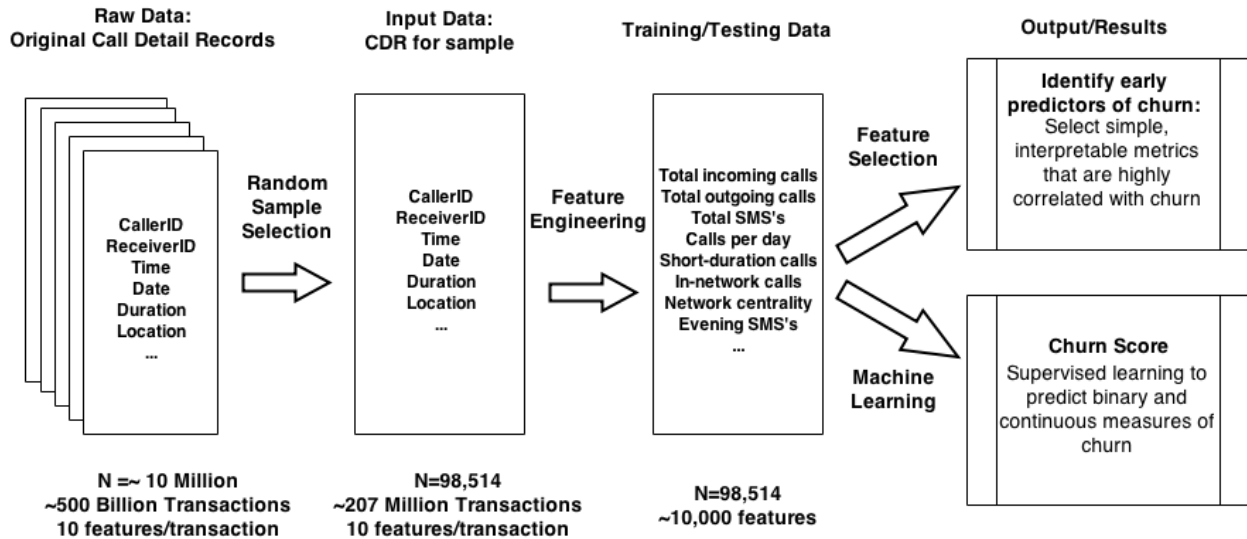 Raw Data:
Original Call Detail Records
CallerID
ReceiverID
Time
Date
Duration
Location
...
N =~ 10 Million
~500 Billion Transactions
10 features/transaction
Random
Sample
Selection
Input Data:
CDR for sample
CallerID
ReceiverID
Time
Date
Duration
Location
...
N=98,514
~207 Million Transactions
10 features/transaction
Feature
Engineering
Training/Testing Data
Total incoming calls
Total outgoing calls
Total SMS's
Calls per day
Short-duration calls
In-network calls
Network centrality
Evening SMS's
...
N=98,514
~10,000 features
Feature
Selection
Machine
Learning
Output/Results
Identify early
predictors of churn:
Select simple,
interpretable metrics
that are highly
correlated with churn
Churn Score
Supervised learning to
predict binary and
continuous measures of
churn